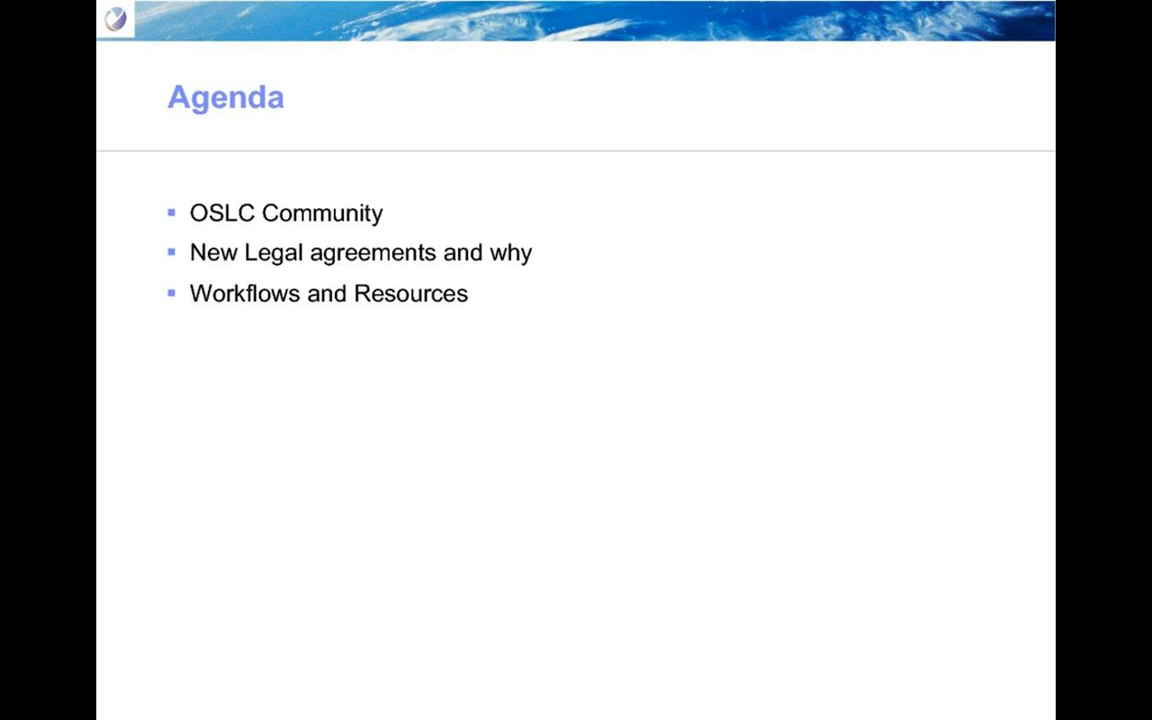 Agenda
OSLC Community
New Legal agreements and why
Workflows and Resources